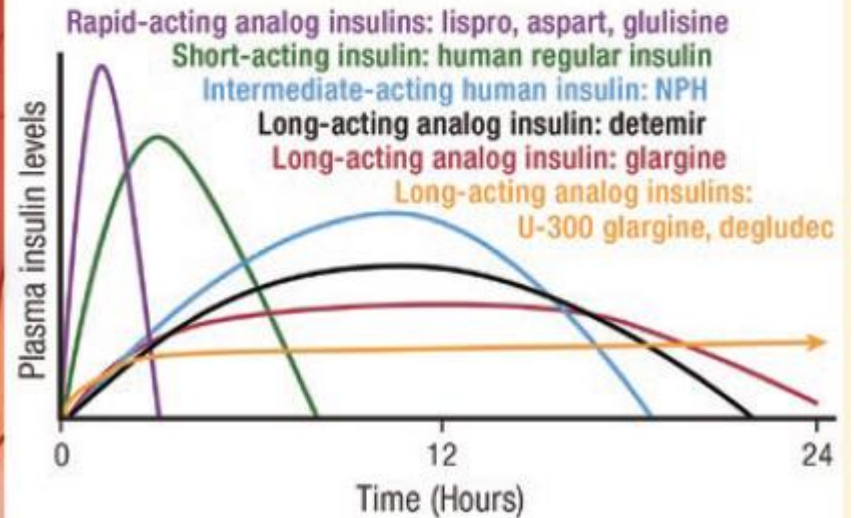 Rapid-acting analog insulins: lispro, aspart, glulisine
Short-acting insulin: human regular insulin
Intermediate-acting human insulin: NPH
Long-acting analog insulin: detemir
Long-acting analog insulin: glargine
Long-acting analog insulins:
U-300 glargine, degludec
Plasma insulin levels
0
12
24
Time (Hours)